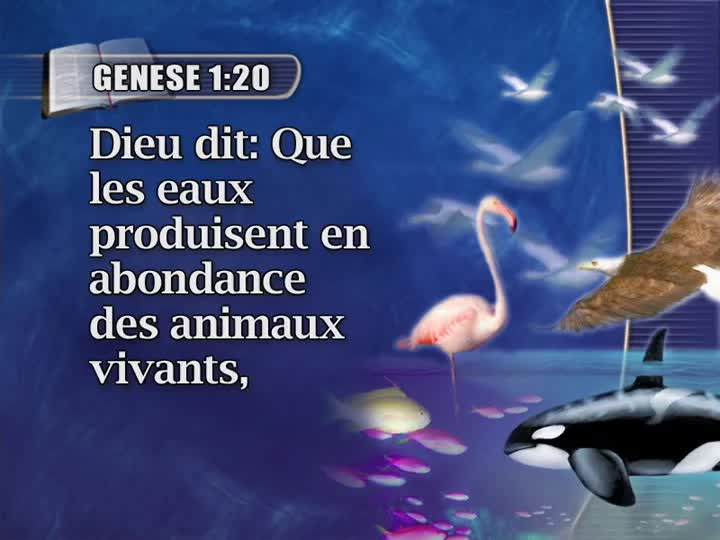 GENESE 1:20
Dieu dit: Que
les eaux
produisent en
abondance
des animaux
vivants,